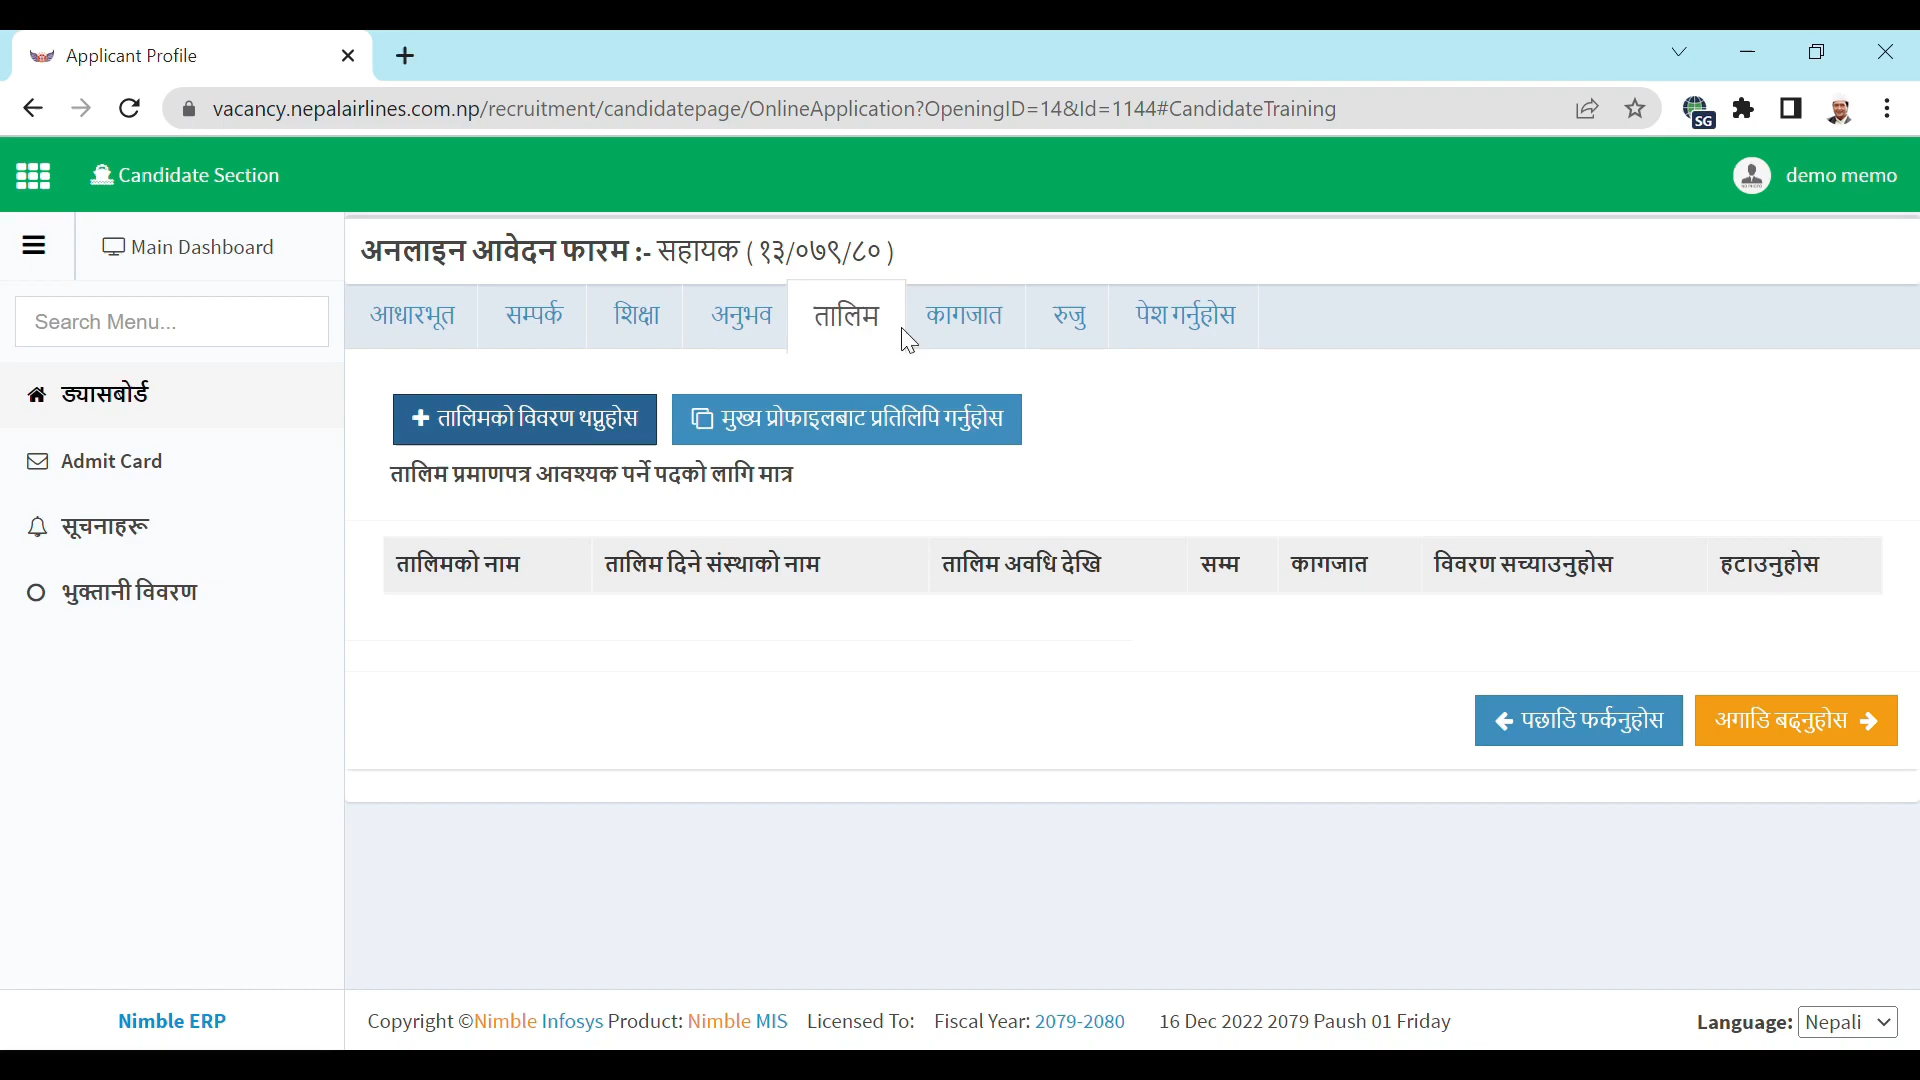 Applicant Profile
vacancy.nepalairlines.com.np/recruitment/candidatepage/OnlineApplication?OpeningID=14&Id=1144#CandidateTraining
SG
Candidate Section
demo memo
Main Dashboard
अनलाइन आवेदन फारम :- सहायक ( १३/०७९/८० )
आधारभूत सम्पर्क शिक्षा अनुभव तालिम कागजात रुजु पेश गर्नुहोस
Search Menu...
ड्यासबोर्ड
तालिमको विवरण थप्नुहोस मुख्य प्रोफाइलबाट प्रतिलिपि गर्नुहोस
Admit Card
तालिम प्रमाणपत्र आवश्यक पर्ने पदको लागि मात्र
सूचनाहरू
तालिमको नाम तालिम दिने संस्थाको नाम तालिम अवधि देखि सम्म कागजात विवरण सच्याउनुहोस हटाउनुहोस
भुक्तानी विवरण
पछाडि फर्कनुहोस अगाडि बढ्नुहोस
Nimble ERP
Copyright ©Nimble Infosys Product: Nimble MIS Licensed To: Fiscal Year: 2079-2080 16 Dec 2022 2079 Paush 01 Friday
Language: Nepali